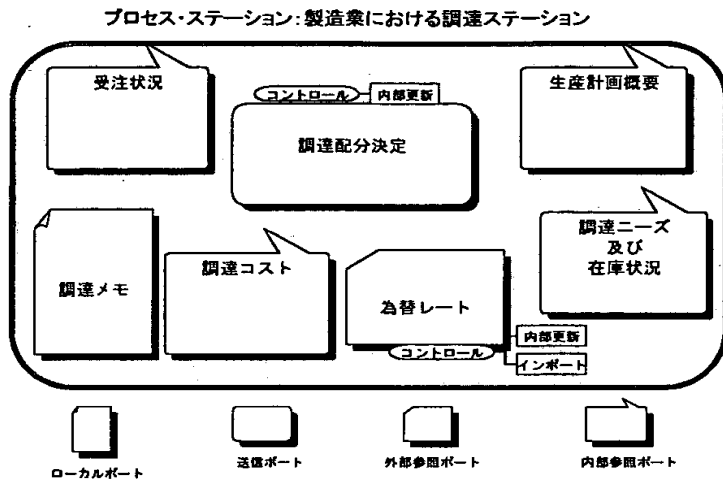 プロセス・ステーション：製造業における調達ステーション
受注状況
コントロール
内部更新
調達配分決定
生産計画概要
調達メモ
調達コスト
為替レート
コントロール
内部更新
インポート
調達ニーズ
及び
在庫状況
ローカルポート
送信ポート
外部参照ポート
内部参照ポート